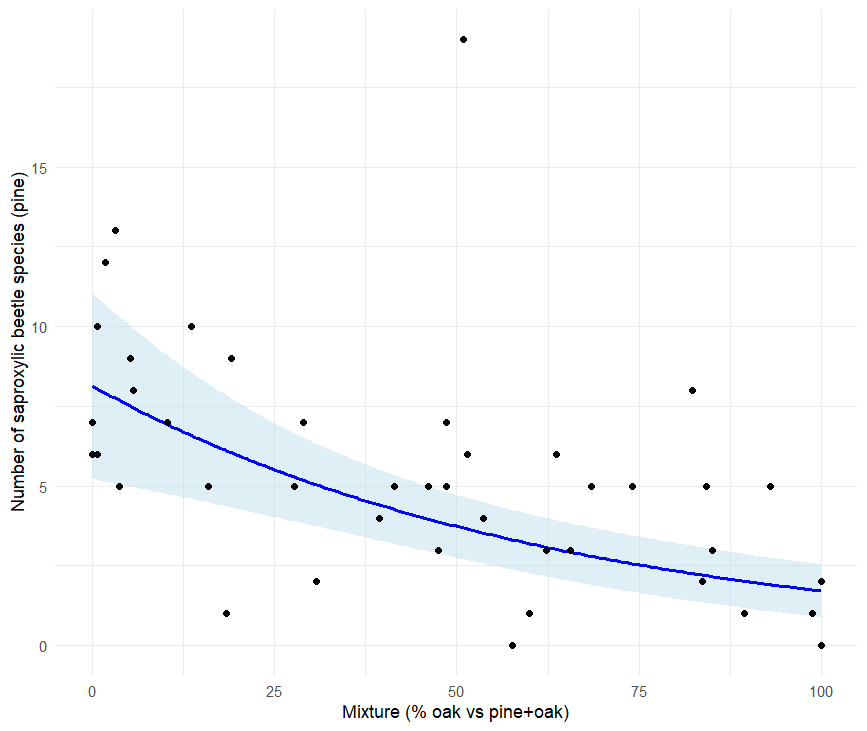 Number of saproxylic beetle species (pine)
15
10
5
0
0 25 50 75 100
Mixture (% oak vs pine+oak)